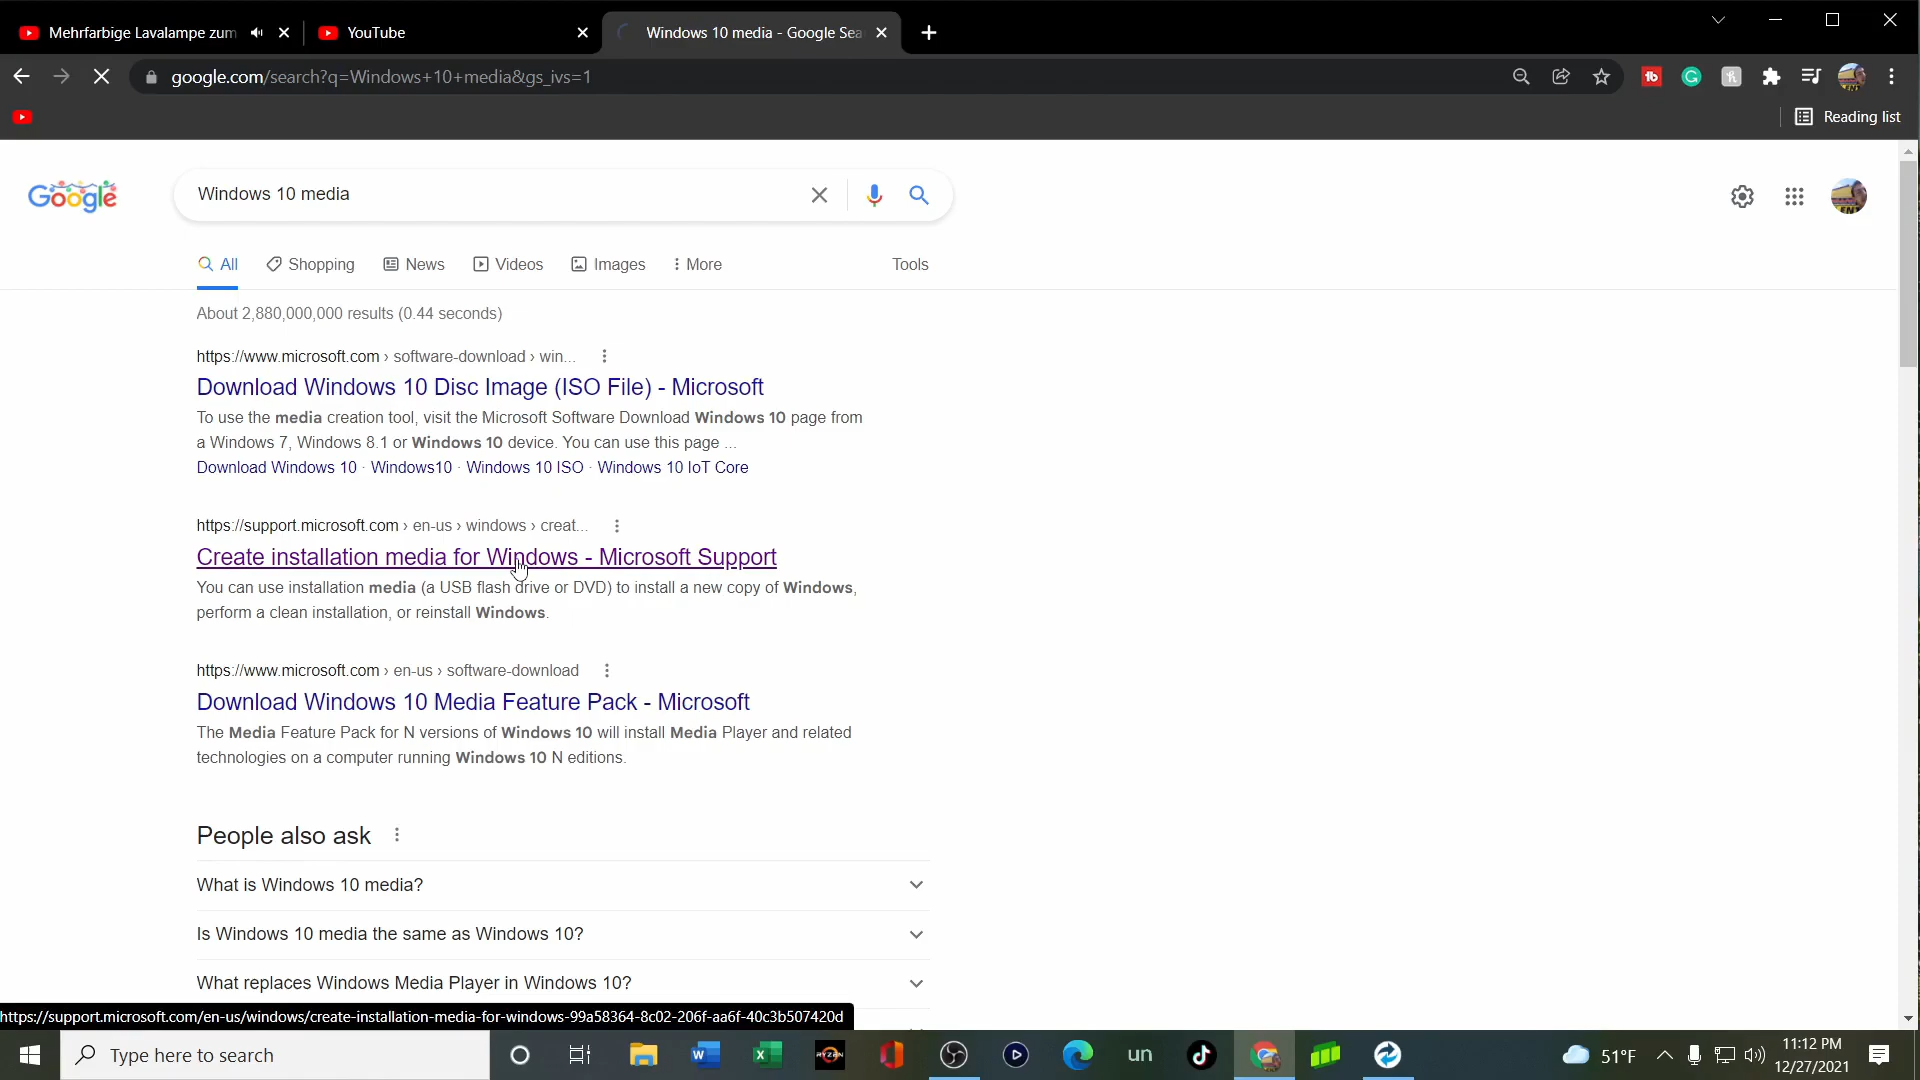 Mehrfarbige Lavalampe zum
YouTube
Windows 10 media - Google Sea
google.com/search?q=Windows+10+media&gs_ivs=1
Reading list
Google
Windows 10 media
All
Shopping
News
Videos
Images
More
Tools
About 2,880,000,000 results (0.44 seconds)
https://www.microsoft.com › software-download › win...
Download Windows 10 Disc Image (ISO File) - Microsoft
To use the media creation tool, visit the Microsoft Software Download Windows 10 page from
a Windows 7, Windows 8.1 or Windows 10 device. You can use this page ...
Download Windows 10 · Windows10 · Windows 10 ISO · Windows 10 IoT Core
https://support.microsoft.com › en-us › windows › creat...
Create installation media for Windows - Microsoft Support
You can use installation media (a USB flash drive or DVD) to install a new copy of Windows,
perform a clean installation, or reinstall Windows.
https://www.microsoft.com › en-us › software-download
Download Windows 10 Media Feature Pack - Microsoft
The Media Feature Pack for N versions of Windows 10 will install Media Player and related
technologies on a computer running Windows 10 N editions.
People also ask
What is Windows 10 media?
Is Windows 10 media the same as Windows 10?
What replaces Windows Media Player in Windows 10?
https://support.microsoft.com/en-us/windows/create-installation-media-for-windows-99a58364-8c02-206f-aa6f-40c3b507420d
Type here to search
RYZEN
un
51°F
11:12 PM
12/27/2021